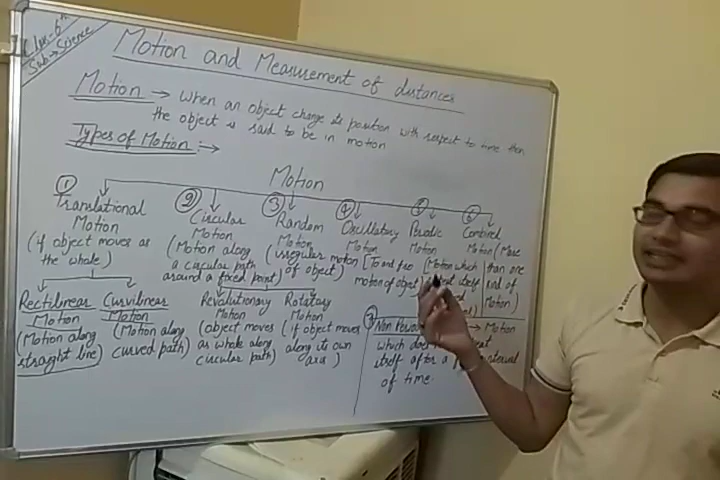 Class-6th
Sub→Science
Motion and Measurement of distances
Motion → When an object change its position with respect to time then
the object is said to be in motion
Types of Motion :→
Motion
① Translational
Motion
(if object moves as
the whole)
Rectilinear
Motion
(Motion along
straight line)
Curvilinear
Motion
(Motion along
curved path)
② Circular
Motion
(Motion along
a circular path
around a fixed point)
Revolutionary
Motion
(object moves
as whole along
circular path)
Rotatory
Motion
(if object moves
along its own
axis)
③ Random
Motion
(irregular motion
of object)
④ Oscillatory
Motion
[To and fro
motion of object]
⑤ Periodic
Motion
[Motion which
itself
⑥ Combined
Motion (More
than one
kind of
Motion)
Non
→ Motion
which
itself after a interval
of time.